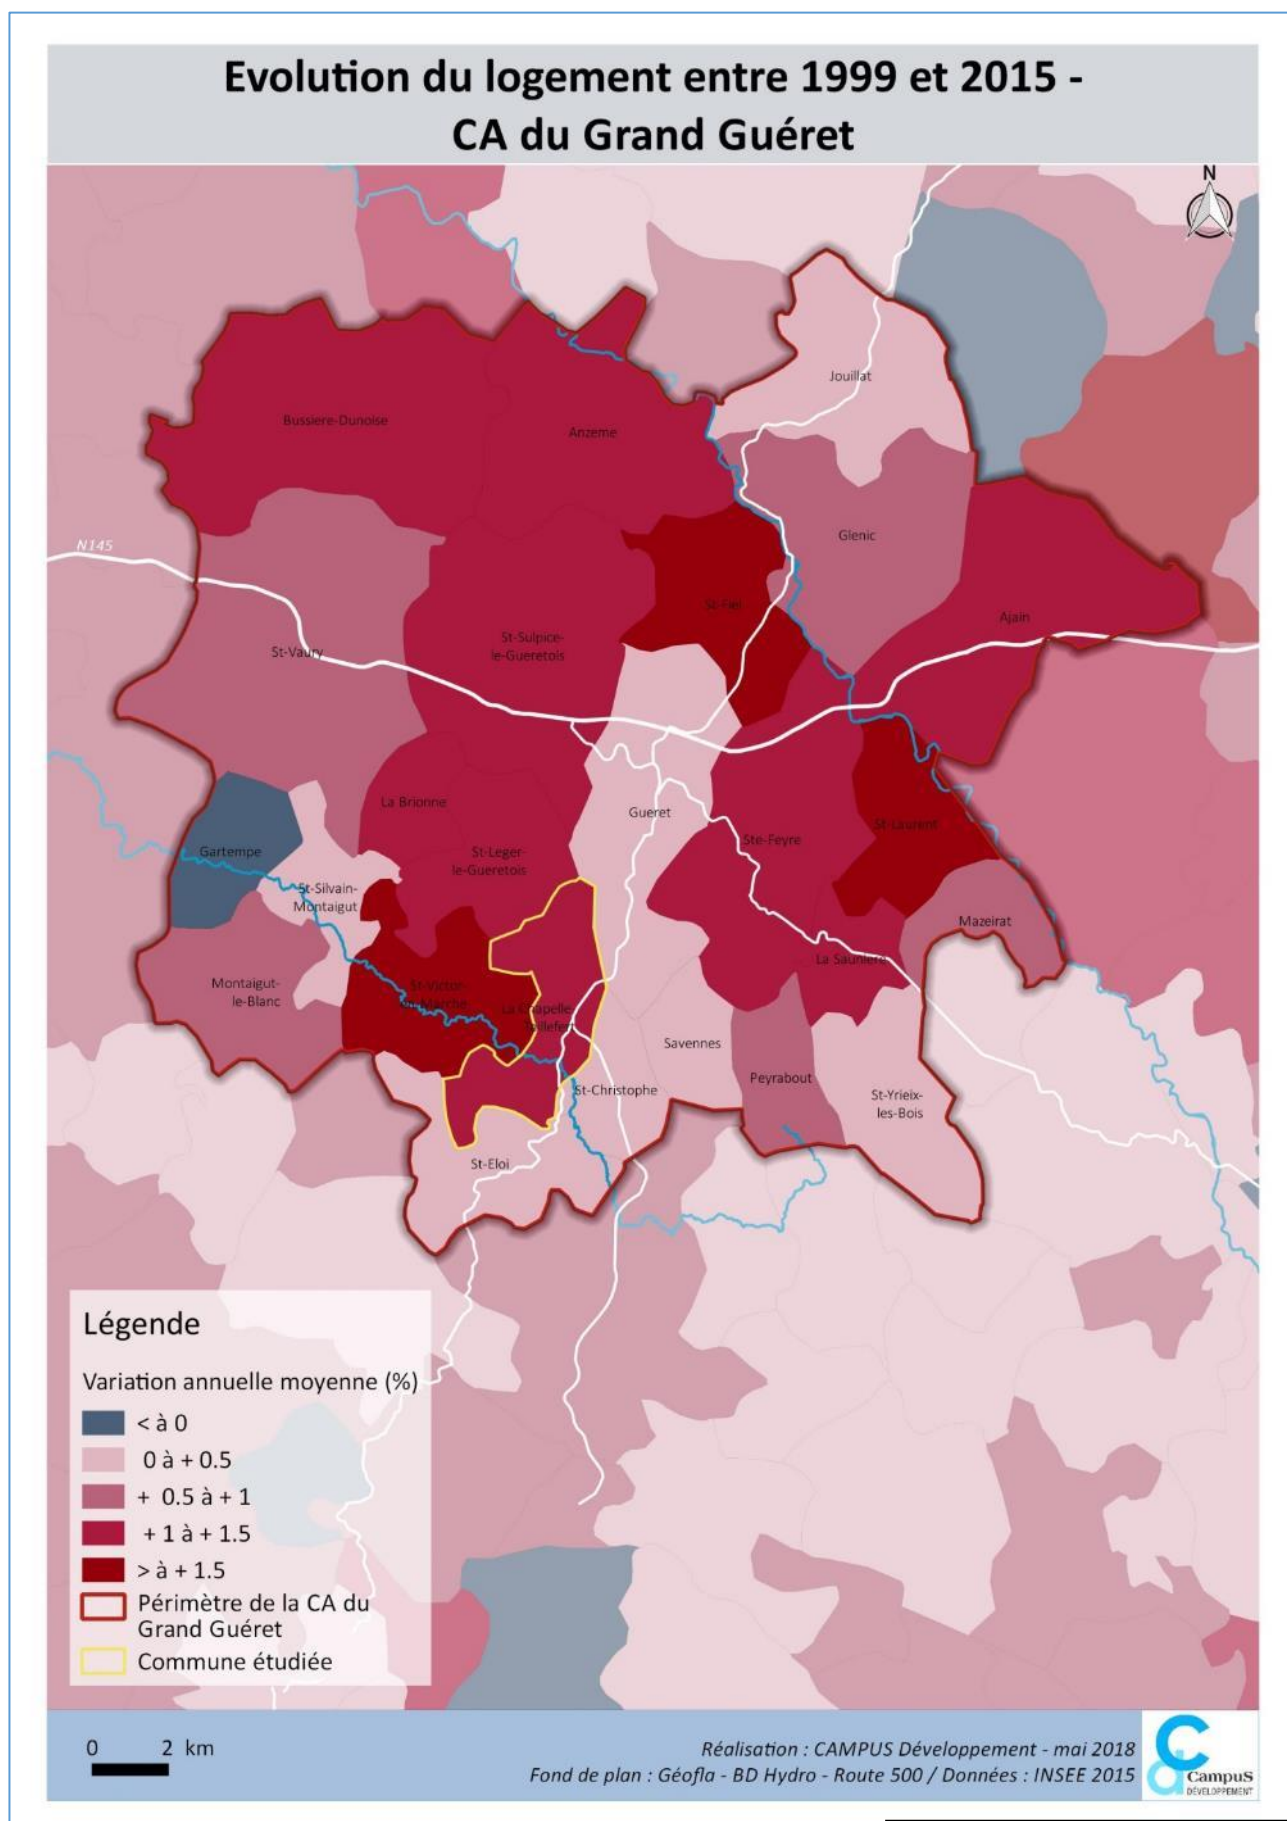 Evolution du logement entre 1999 et 2015 -
CA du Grand Guéret
N
Jouillat
Bussiere-Dunoise
Anzeme
Glenic
N145
St-Fiel
Ajain
St-Sulpice-
le-Gueretois
St-Vaury
La Brionne
Gueret
St-Laurent
Ste-Feyre
Gartempe
St-Leger-
le-Gueretois
St-Silvain-
Montaigut
Mazeirat
La Sauniere
Montaigut-
le-Blanc
St-Victor-
en-Marche
La Chapelle-
Taillefert
Savennes
Peyrabout
St-Christophe
St-Yrieix-
les-Bois
St-Eloi
Légende
Variation annuelle moyenne (%)
< à 0
0 à + 0.5
+ 0.5 à + 1
+ 1 à + 1.5
> à + 1.5
Périmètre de la CA du
Grand Guéret
Commune étudiée
0 2 km
Réalisation : CAMPUS Développement - mai 2018
Fond de plan : Géofla - BD Hydro - Route 500 / Données : INSEE 2015
Cd
CampuS
DÉVELOPPEMENT